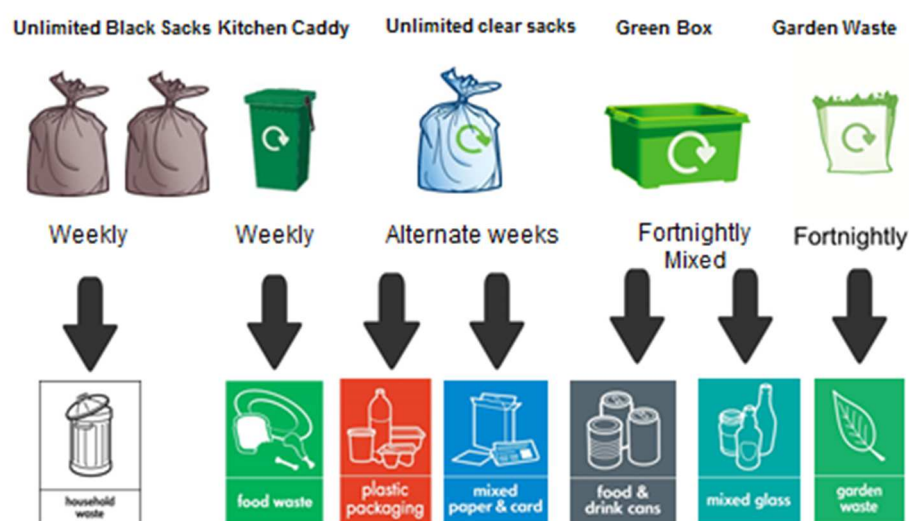 Unlimited Black Sacks
Kitchen Caddy
Unlimited clear sacks
Green Box
Garden Waste
Weekly
Weekly
Alternate weeks
Fortnightly
Mixed
Fortnightly
household
waste
food waste
plastic
packaging
mixed
paper & card
food &
drink cans
mixed glass
garden
waste